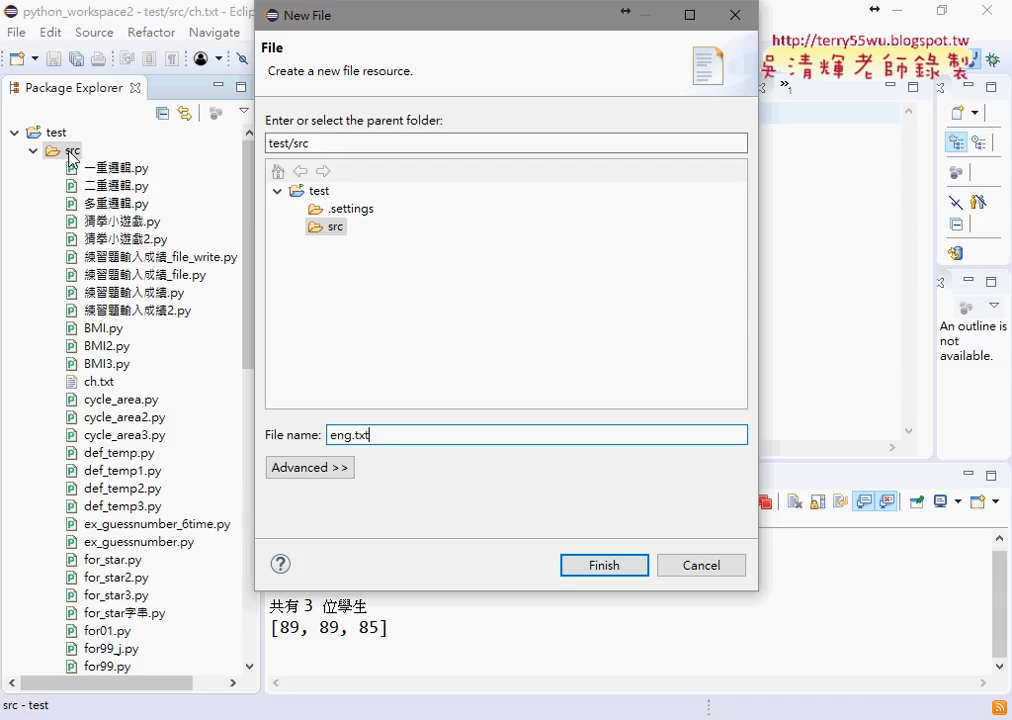 python_workspace2 - test/src/ch.txt - Eclip
File Edit Source Refactor Navigate
Package Explorer
test
src
一重邏輯.py
二重邏輯.py
多重邏輯.py
猜拳小遊戲.py
猜拳小遊戲2.py
練習題輸入成績_file_write.py
練習題輸入成績_file.py
練習題輸入成績.py
練習題輸入成績2.py
BMI.py
BMI2.py
BMI3.py
ch.txt
cycle_area.py
cycle_area2.py
cycle_area3.py
def_temp.py
def_temp1.py
def_temp2.py
def_temp3.py
ex_guessnumber_6time.py
ex_guessnumber.py
for_star.py
for_star2.py
for_star3.py
for_star字串.py
for01.py
for99_j.py
for99.py
src - test
New File
File
Create a new file resource.
Enter or select the parent folder:
test/src
test
.settings
src
File name: eng.txt
Advanced >>
Finish
Cancel
共有 3 位學生
[89, 89, 85]
http://terry55wu.blogspot.tw
吳清輝老師錄製
1
An outline is
not
available.